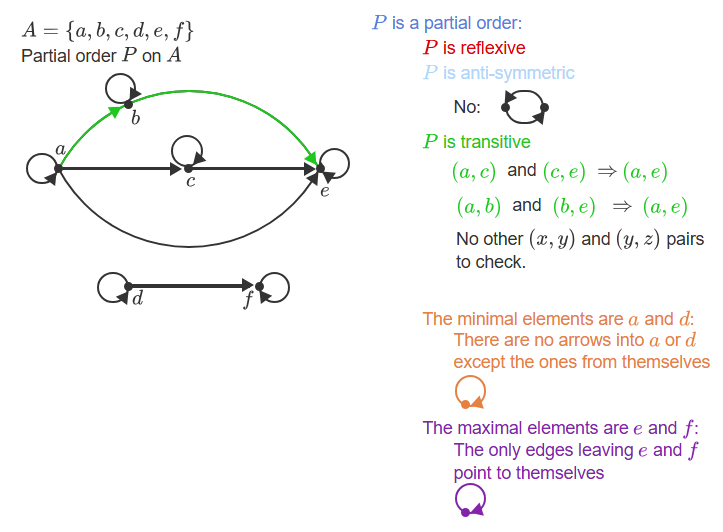 A = {a, b, c, d, e, f}
Partial order P on A
a
b
c
e
d
f
P is a partial order:
P is reflexive
P is anti-symmetric
No:
P is transitive
(a, c) and (c, e) ⇒ (a, e)
(a, b) and (b, e) ⇒ (a, e)
No other (x, y) and (y, z) pairs
to check.
The minimal elements are a and d:
There are no arrows into a or d
except the ones from themselves
The maximal elements are e and f:
The only edges leaving e and f
point to themselves